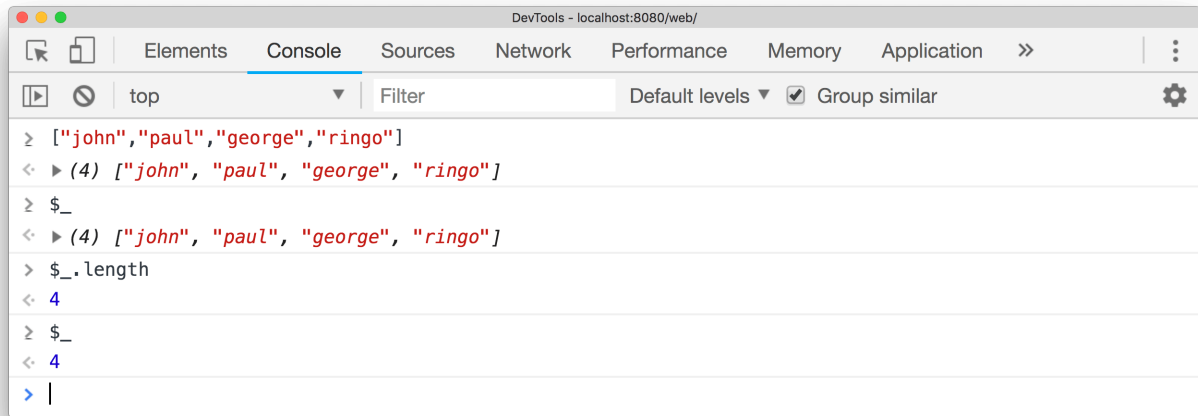 DevTools - localhost:8080/web/
Elements Console Sources Network Performance Memory Application »
top ▼ Filter Default levels ▼ Group similar
> ["john","paul","george","ringo"]
<· ▶ (4) ["john", "paul", "george", "ringo"]
> $_
<· ▶ (4) ["john", "paul", "george", "ringo"]
> $_.length
<· 4
> $_
<· 4
>